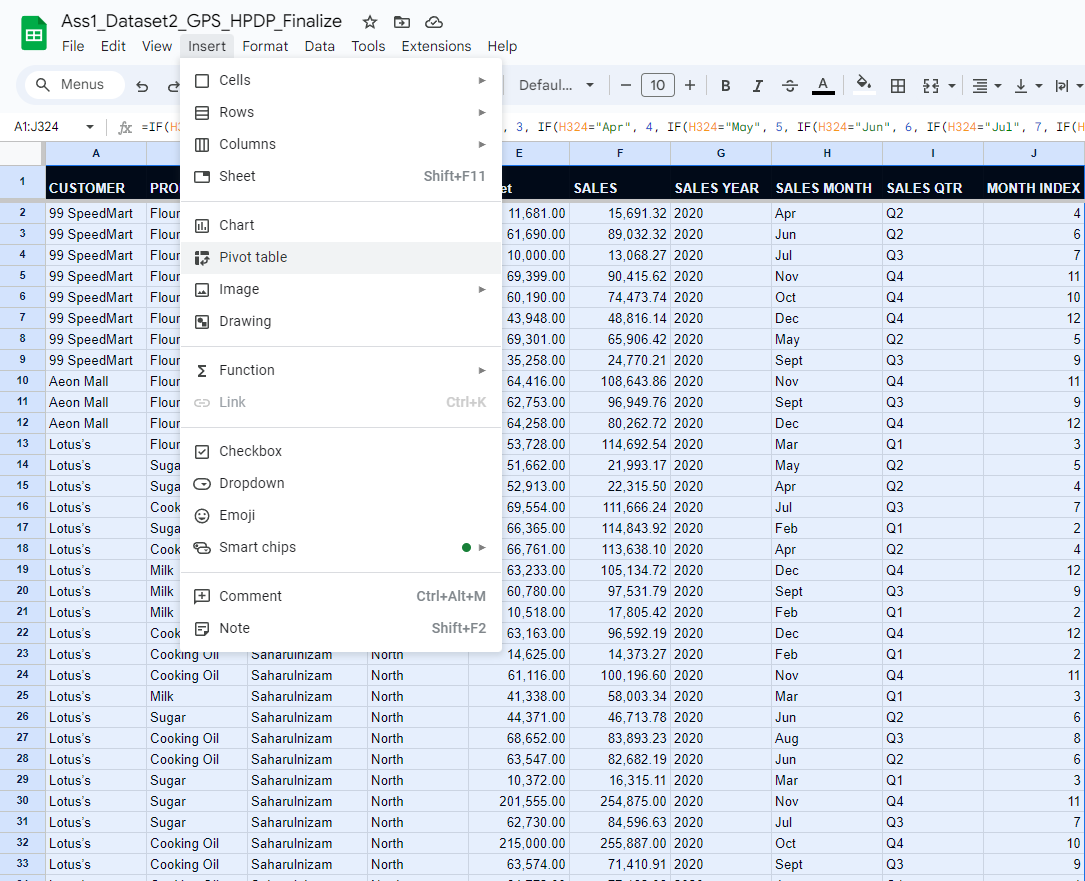 Ass1_Dataset2_GPS_HPDP_Finalize
File Edit View Insert Format Data Tools Extensions Help
Menus Defaul... 10 B I A
A1:J324 fx =IF(H , 3, IF(H324="Apr", 4, IF(H324="May", 5, IF(H324="Jun", 6, IF(H324="Jul", 7, IF(H
Cells
Rows
Columns
Sheet Shift+F11
Chart
Pivot table
Image
Drawing
Function
Link Ctrl+K
Checkbox
Dropdown
Emoji
Smart chips
Comment Ctrl+Alt+M
Note Shift+F2
A E F G H I J
1 CUSTOMER PRO et SALES SALES YEAR SALES MONTH SALES QTR MONTH INDEX
2 99 SpeedMart Flour 11,681.00 15,691.32 2020 Apr Q2 4
3 99 SpeedMart Flour 61,690.00 89,032.32 2020 Jun Q2 6
4 99 SpeedMart Flour 10,000.00 13,068.27 2020 Jul Q3 7
5 99 SpeedMart Flour 69,399.00 90,415.62 2020 Nov Q4 11
6 99 SpeedMart Flour 60,190.00 74,473.74 2020 Oct Q4 10
7 99 SpeedMart Flour 43,948.00 48,816.14 2020 Dec Q4 12
8 99 SpeedMart Flour 69,301.00 65,906.42 2020 May Q2 5
9 99 SpeedMart Flour 35,258.00 24,770.21 2020 Sept Q3 9
10 Aeon Mall Flour 64,416.00 108,643.86 2020 Nov Q4 11
11 Aeon Mall Flour 62,753.00 96,949.76 2020 Sept Q3 9
12 Aeon Mall Flour 64,258.00 80,262.72 2020 Dec Q4 12
13 Lotus's Flour 53,728.00 114,692.54 2020 Mar Q1 3
14 Lotus's Suga 51,662.00 21,993.17 2020 May Q2 5
15 Lotus's Suga 52,913.00 22,315.50 2020 Apr Q2 4
16 Lotus's Cook 69,554.00 111,666.24 2020 Jul Q3 7
17 Lotus's Suga 66,365.00 114,843.92 2020 Feb Q1 2
18 Lotus's Cook 66,761.00 113,638.10 2020 Apr Q2 4
19 Lotus's Milk 63,233.00 105,134.72 2020 Dec Q4 12
20 Lotus's Milk 60,780.00 97,531.79 2020 Sept Q3 9
21 Lotus's Milk 10,518.00 17,805.42 2020 Feb Q1 2
22 Lotus's Cook 63,163.00 96,592.19 2020 Dec Q4 12
23 Lotus's Cooking Oil Saharulnizam North 14,625.00 14,373.27 2020 Feb Q1 2
24 Lotus's Cooking Oil Saharulnizam North 61,116.00 100,196.60 2020 Nov Q4 11
25 Lotus's Milk Saharulnizam North 41,338.00 58,003.34 2020 Mar Q1 3
26 Lotus's Sugar Saharulnizam North 44,371.00 46,713.78 2020 Jun Q2 6
27 Lotus's Cooking Oil Saharulnizam North 68,652.00 83,893.23 2020 Aug Q3 8
28 Lotus's Cooking Oil Saharulnizam North 63,547.00 82,682.19 2020 Jun Q2 6
29 Lotus's Sugar Saharulnizam North 10,372.00 16,315.11 2020 Mar Q1 3
30 Lotus's Sugar Saharulnizam North 201,555.00 254,875.00 2020 Nov Q4 11
31 Lotus's Sugar Saharulnizam North 62,730.00 84,596.63 2020 Jul Q3 7
32 Lotus's Cooking Oil Saharulnizam North 215,000.00 255,887.00 2020 Oct Q4 10
33 Lotus's Cooking Oil Saharulnizam North 63,574.00 71,410.91 2020 Sept Q3 9